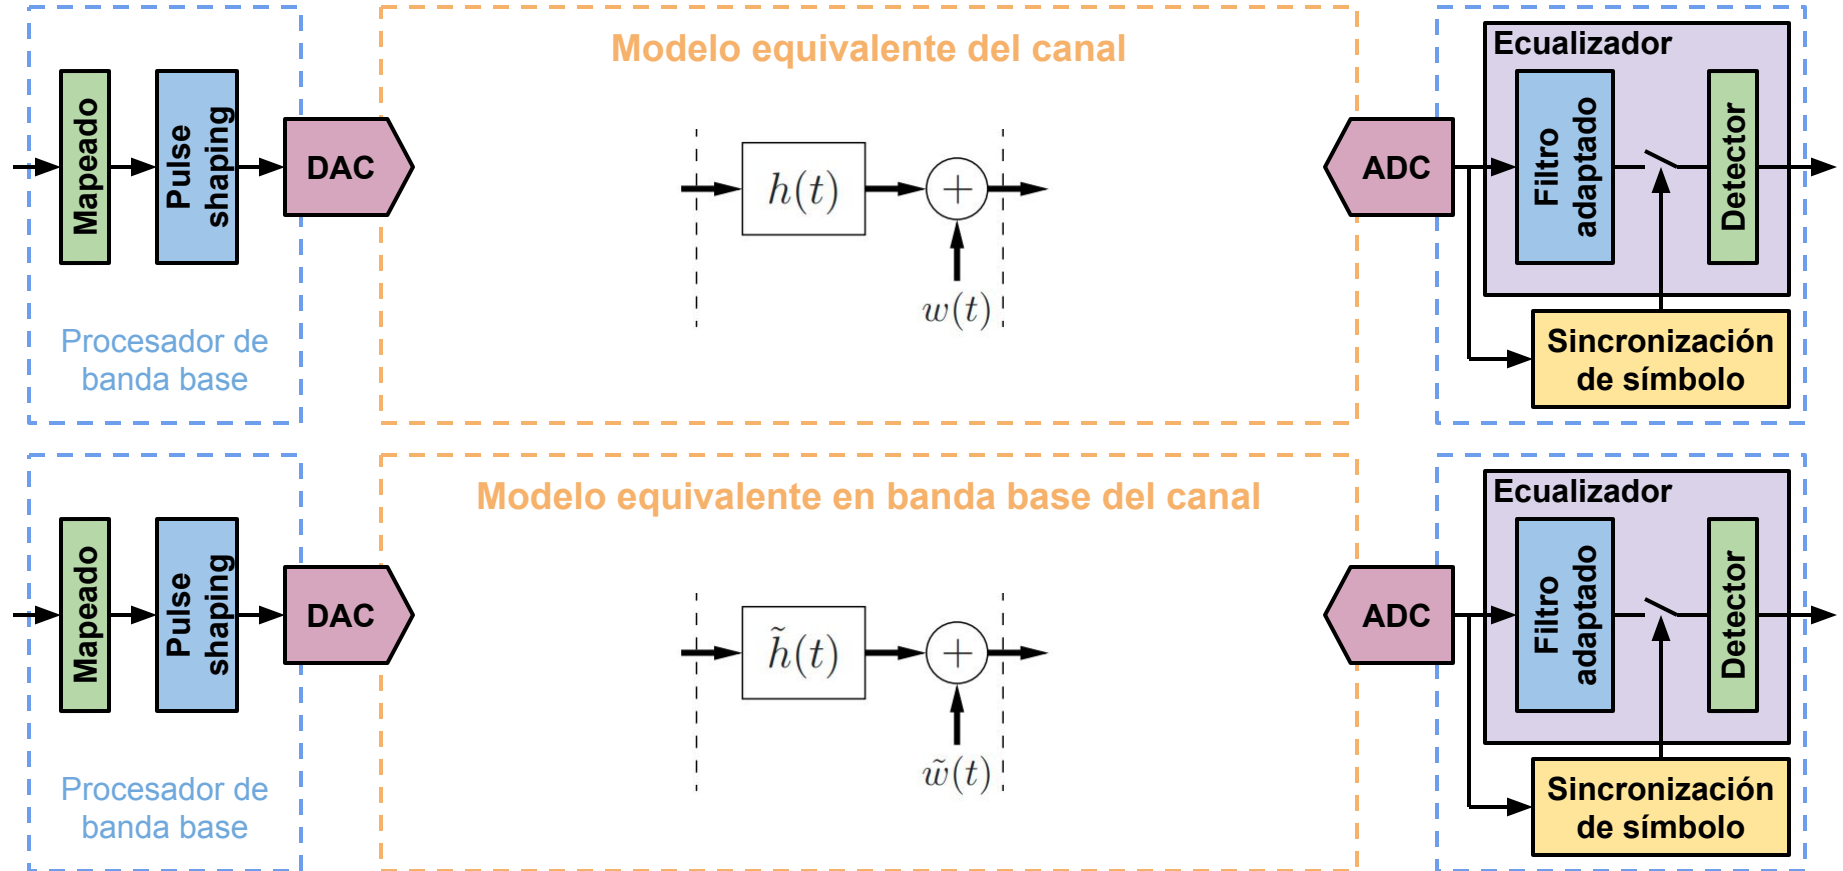 Modelo equivalente del canal
Mapeado
Pulse
shaping
DAC
h(t)
+
w(t)
ADC
Ecualizador
Filtro
adaptado
Detector
Sincronización
de símbolo
Procesador de
banda base
Modelo equivalente en banda base del canal
Mapeado
Pulse
shaping
DAC
h̃(t)
+
w̃(t)
ADC
Ecualizador
Filtro
adaptado
Detector
Sincronización
de símbolo
Procesador de
banda base